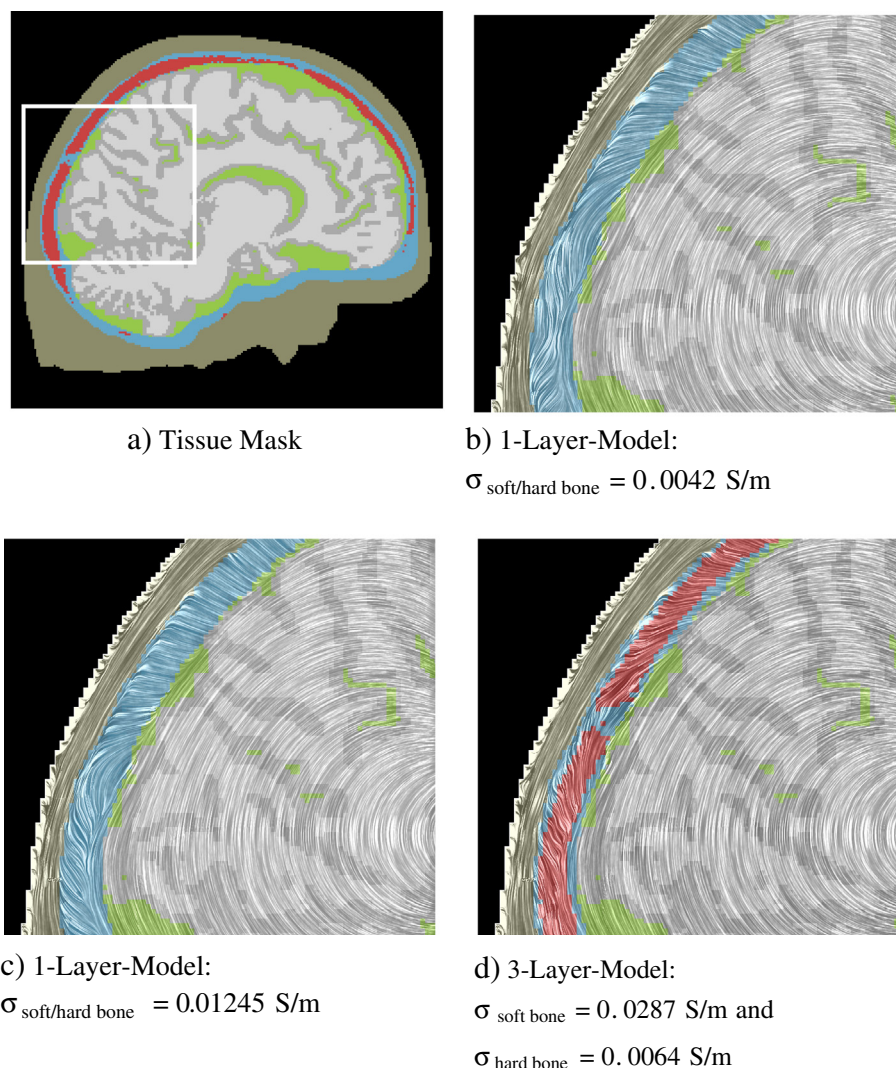 a) Tissue Mask
b) 1-Layer-Model:
σ soft/hard bone = 0.0042 S/m
c) 1-Layer-Model:
σ soft/hard bone = 0.01245 S/m
d) 3-Layer-Model:
σ soft bone = 0.0287 S/m and
σ hard bone = 0.0064 S/m